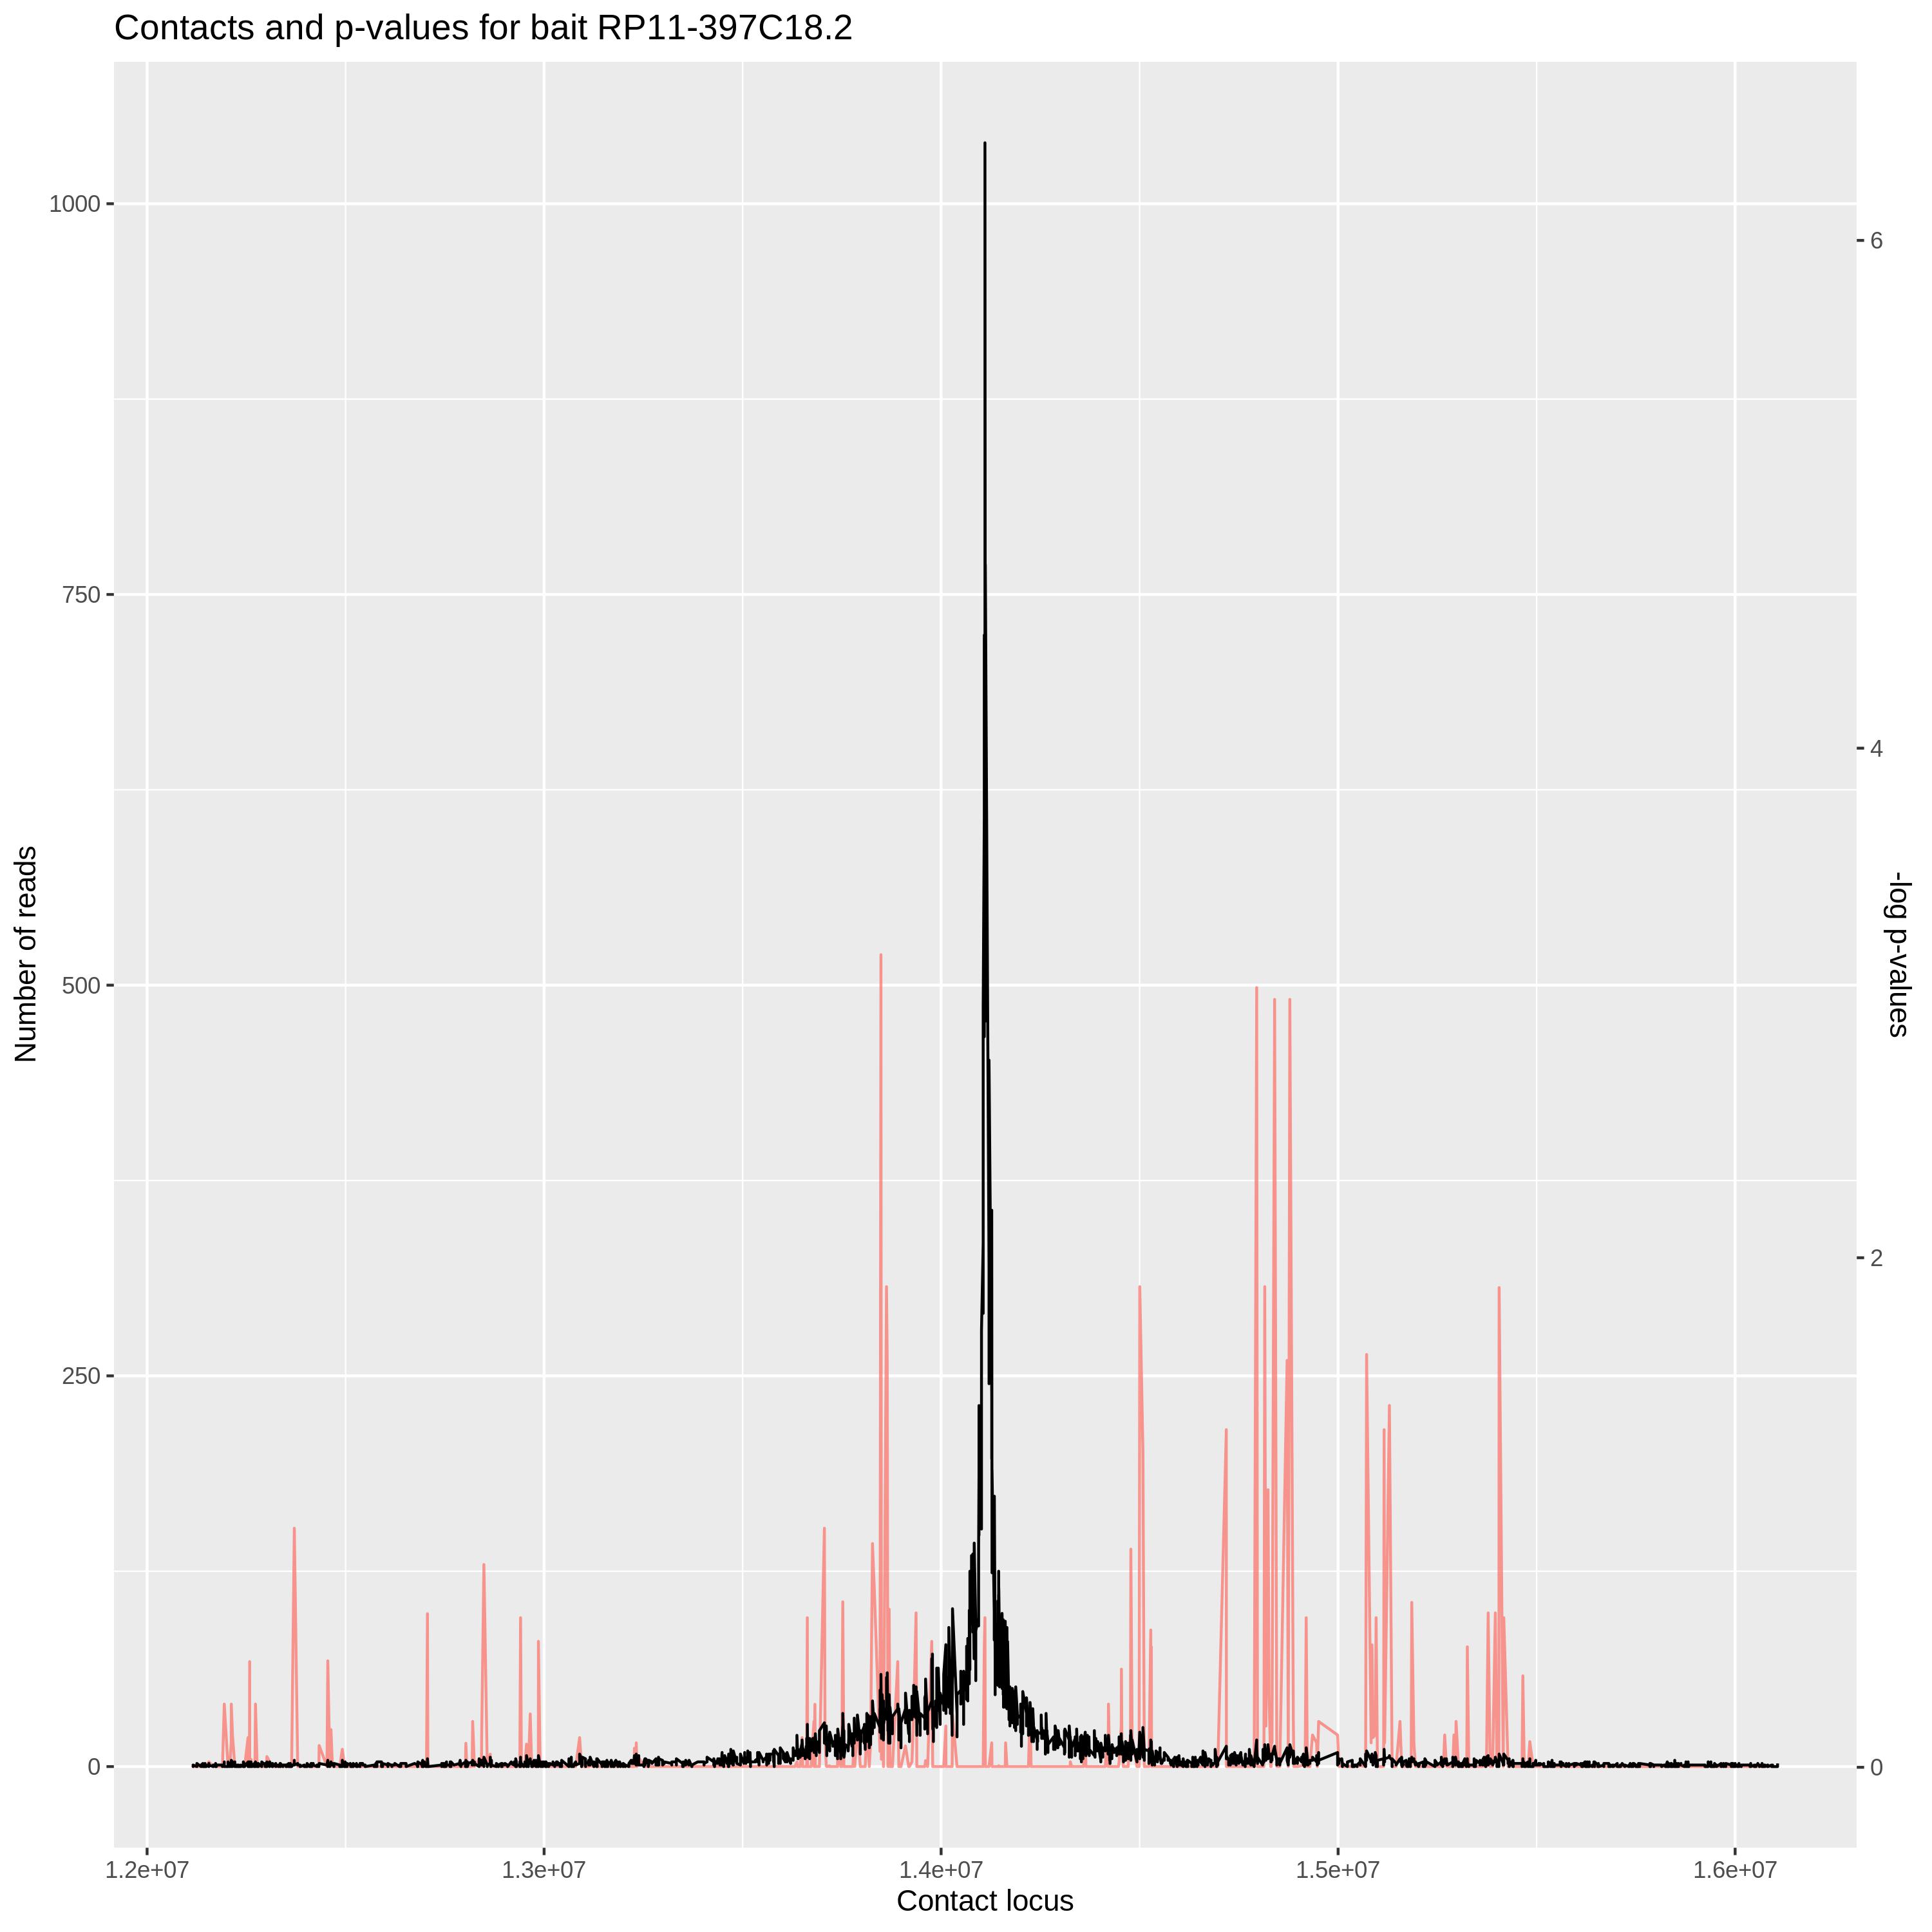 Contacts and p-values for bait RP11-397C18.2
1000
750
500
250
0
Number of reads
6
4
2
0
-log p-values
1.2e+07
1.3e+07
1.4e+07
1.5e+07
1.6e+07
Contact locus